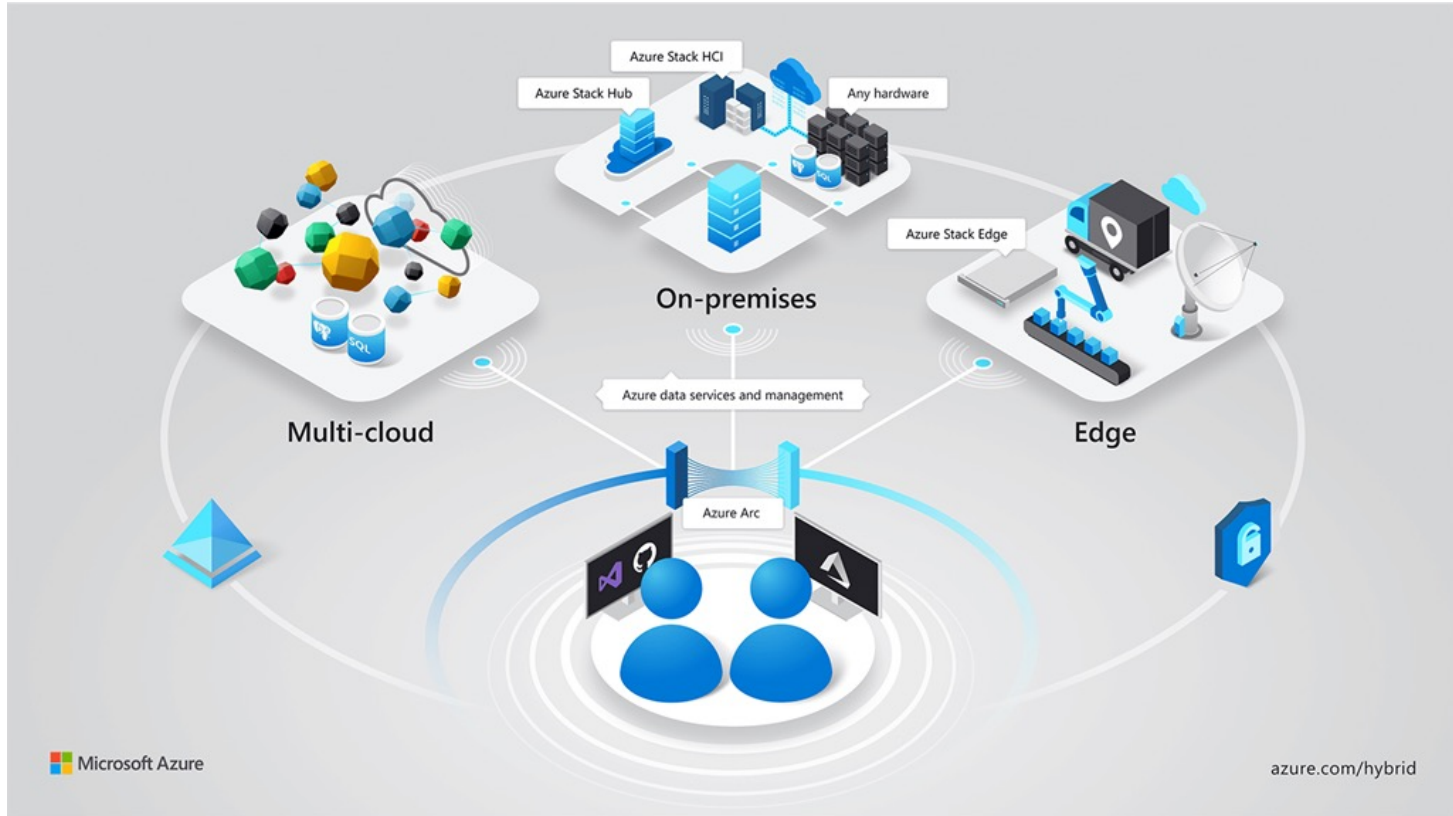 Azure Stack HCI
Azure Stack Hub
Any hardware
Azure Stack Edge
SQL
SQL
On-premises
Azure data services and management
Multi-cloud
Edge
Azure Arc
Microsoft Azure
azure.com/hybrid